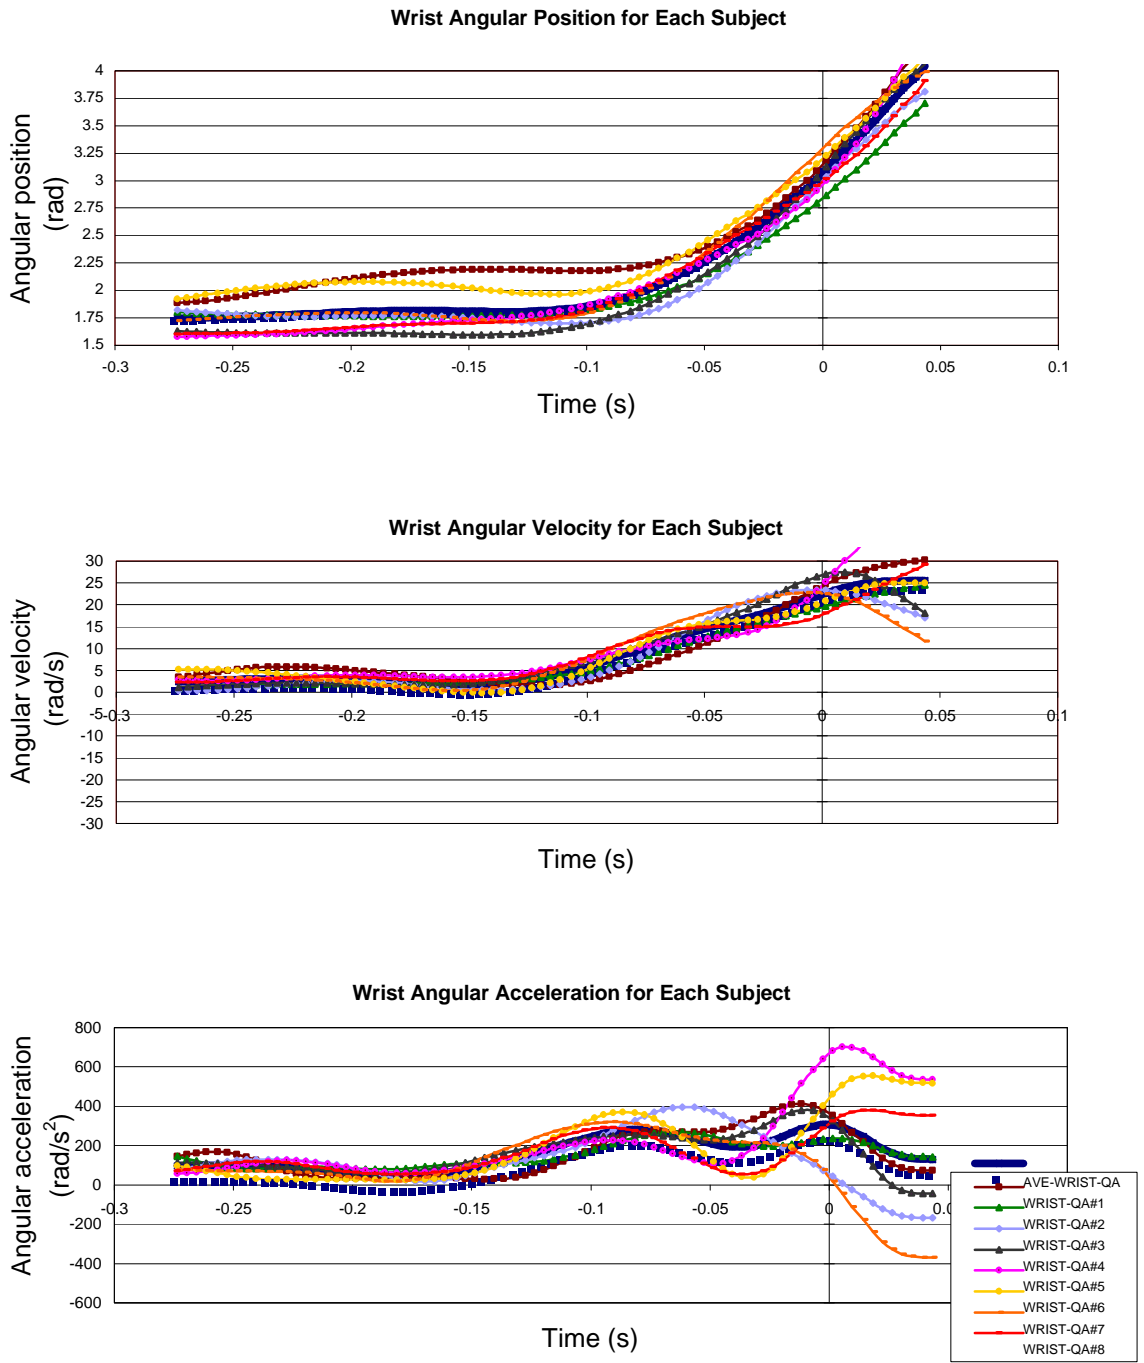 Wrist Angular Position for Each Subject
4
3.75
3.5
3.25
3
2.75
2.5
2.25
2
1.75
1.5
-0.3 -0.25 -0.2 -0.15 -0.1 -0.05 0 0.05 0.1
Angular position
(rad)
Time (s)
Wrist Angular Velocity for Each Subject
30
25
20
15
10
5
0
-5
-10
-15
-20
-25
-30
-0.3 -0.25 -0.2 -0.15 -0.1 -0.05 0 0.05 0.1
Angular velocity
(rad/s)
Time (s)
Wrist Angular Acceleration for Each Subject
800
600
400
200
0
-200
-400
-600
-0.3 -0.25 -0.2 -0.15 -0.1 -0.05 0 0.0
Angular acceleration
(rad/s²)
Time (s)
AVE-WRIST-QA
WRIST-QA#1
WRIST-QA#2
WRIST-QA#3
WRIST-QA#4
WRIST-QA#5
WRIST-QA#6
WRIST-QA#7
WRIST-QA#8